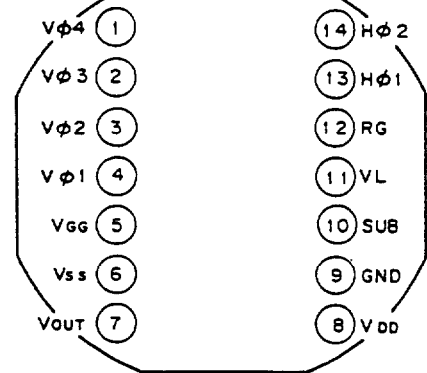 Vφ4 1 14 Hφ2
Vφ3 2 13 Hφ1
Vφ2 3 12 RG
Vφ1 4 11 VL
VGG 5 10 SUB
Vss 6 9 GND
VOUT 7 8 VDD